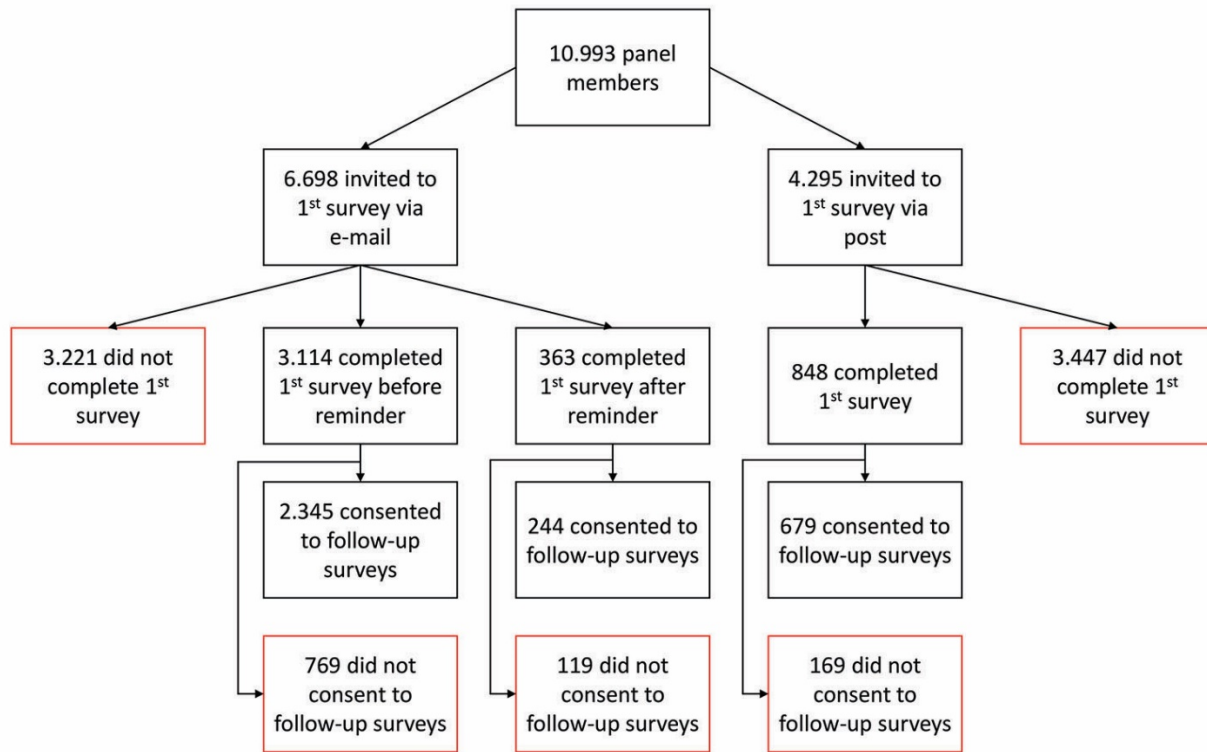 10.993 panel
members
6.698 invited to
1st survey via
e-mail
4.295 invited to
1st survey via
post
3.221 did not
complete 1st
survey
3.114 completed
1st survey before
reminder
363 completed
1st survey after
reminder
848 completed
1st survey
3.447 did not
complete 1st
survey
2.345 consented
to follow-up
surveys
244 consented to
follow-up surveys
679 consented to
follow-up surveys
769 did not
consent to
follow-up surveys
119 did not
consent to
follow-up surveys
169 did not
consent to
follow-up surveys